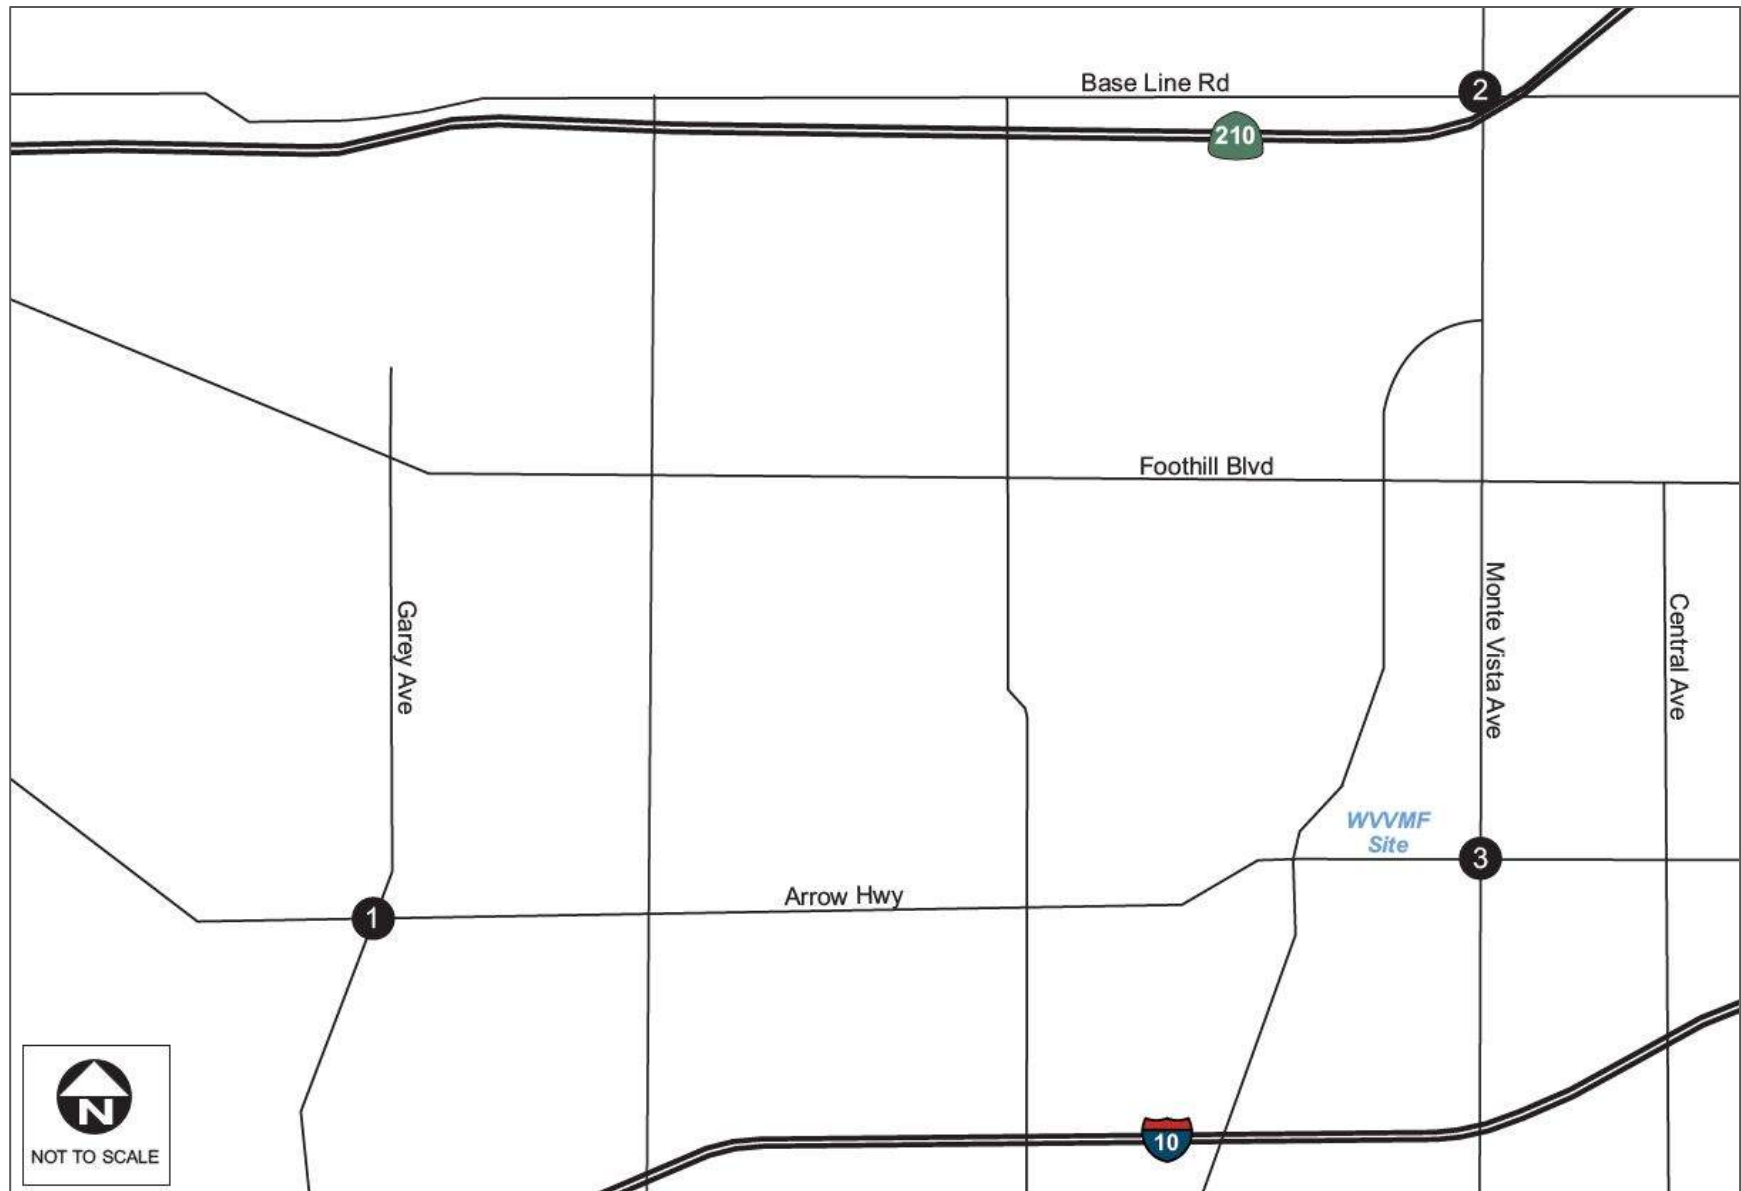 Base Line Rd
2
210
Foothill Blvd
Garey Ave
Monte Vista Ave
Central Ave
WVVMF
Site
3
Arrow Hwy
1
N
NOT TO SCALE
10